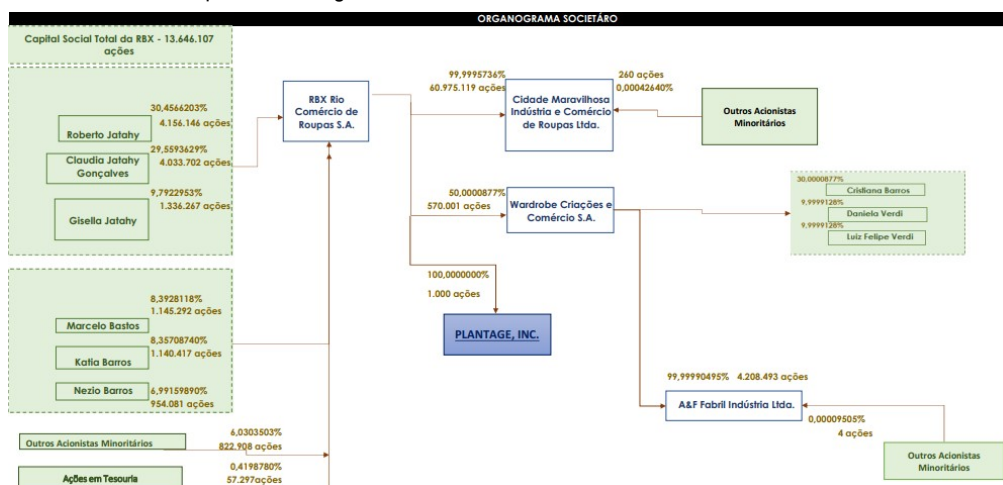 ORGANOGRAMA SOCIETÁRO
Capital Social Total da RBX - 13.646.107
ações
30,4566203%
4.156.146 ações
Roberto Jatahy
29,5593629%
4.033.702 ações
Claudia Jatahy
Gonçalves
9,7922953%
1.336.267 ações
Gisella Jatahy
8,3928118%
1.145.292 ações
Marcelo Bastos
8,35708740%
1.140.417 ações
Katia Barros
6,99159890%
954.081 ações
Nezio Barros
6,0303503%
822.908 ações
Outros Acionistas Minoritários
0,4198780%
57.297ações
Ações em Tesouria
RBX Rio
Comércio de
Roupas S.A.
99,9995736%
60.975.119 ações
Cidade Maravilhosa
Indústria e Comércio
de Roupas Ltda.
260 ações
0,00042640%
Outros Acionistas
Minoritários
50,0000877%
570.001 ações
Wardrobe Criações e
Comércio S.A.
30,0000877%
Cristiana Barros
9,9999128%
Daniela Verdi
9,9999128%
Luiz Felipe Verdi
100,0000000%
1.000 ações
PLANTAGE, INC.
99,99990495% 4.208.493 ações
A&F Fabril Indústria Ltda.
0,00009505%
4 ações
Outros Acionistas
Minoritários